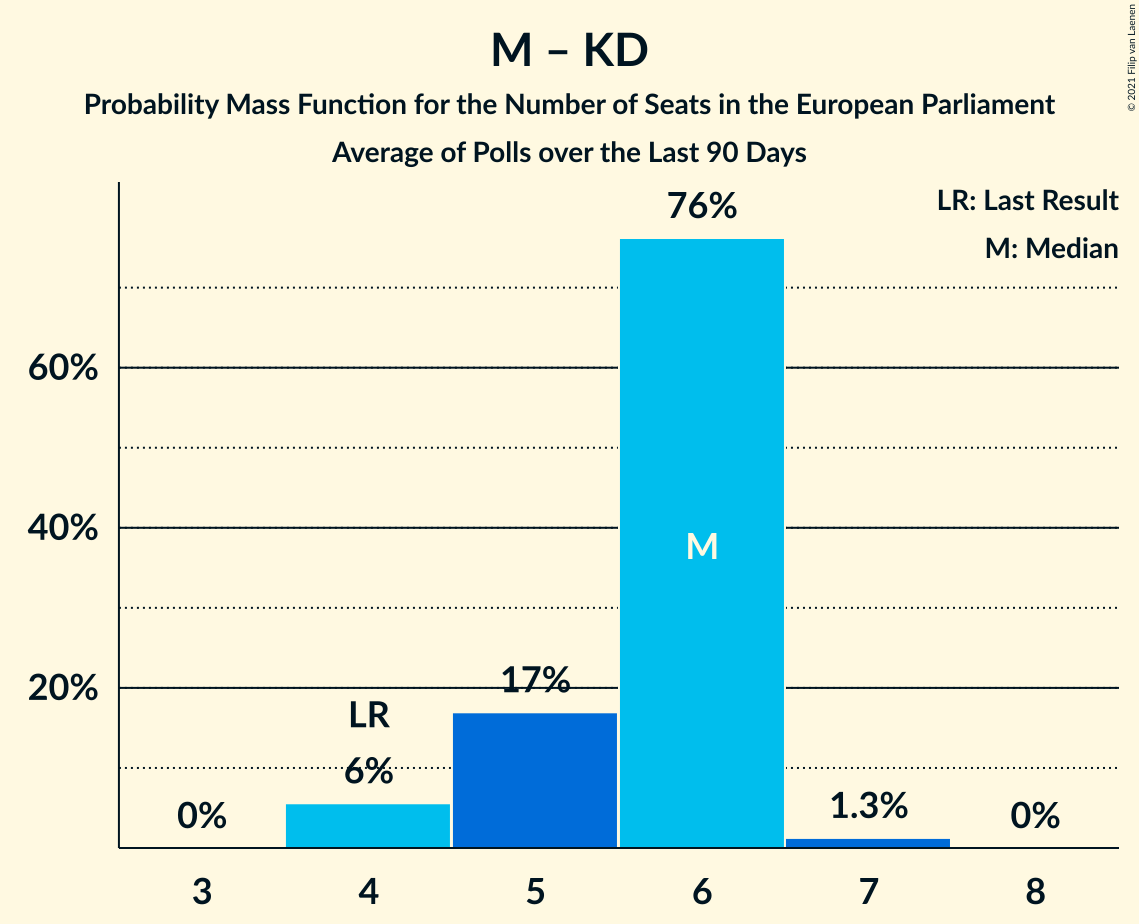 M – KD
Probability Mass Function for the Number of Seats in the European Parliament
Average of Polls over the Last 90 Days
© 2021 Filip van Laenen
LR: Last Result
M: Median
76%
60%
40%
20%
M
17%
LR
6%
0%
1.3%
0%
3 4 5 6 7 8